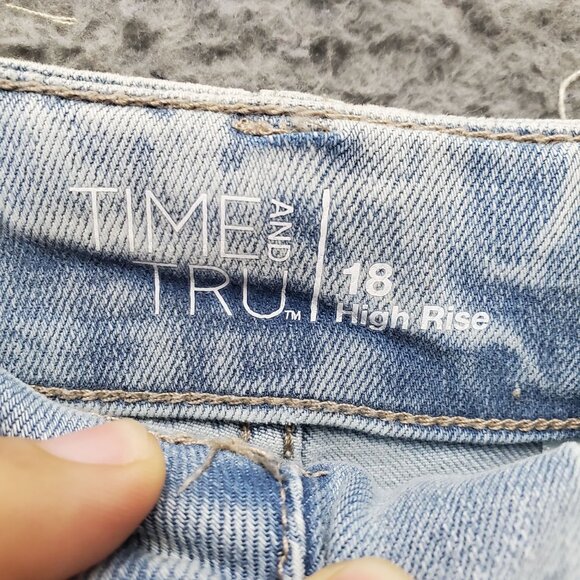 TIME AND
TRU™
18
High Rise